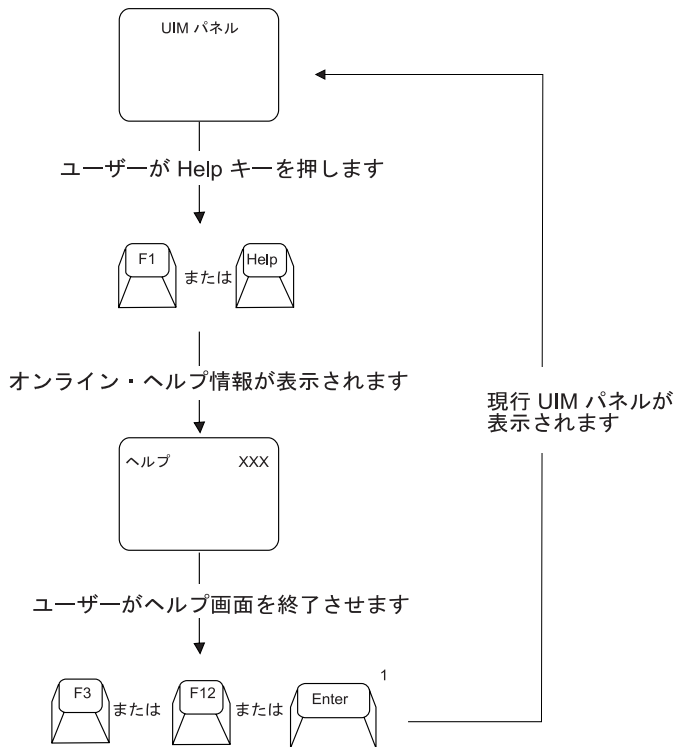 UIM パネル
ユーザーが Help キーを押します
F1 または Help
オンライン・ヘルプ情報が表示されます
ヘルプ XXX
ユーザーがヘルプ画面を終了させます
F3 または F12 または Enter 1
現行 UIM パネルが
表示されます